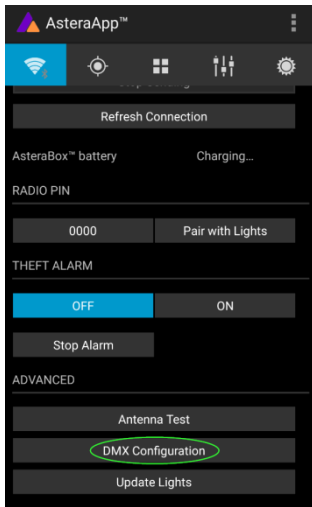 AsteraApp™
Refresh Connection
AsteraBox™ battery Charging...
RADIO PIN
0000 Pair with Lights
THEFT ALARM
OFF ON
Stop Alarm
ADVANCED
Antenna Test
DMX Configuration
Update Lights